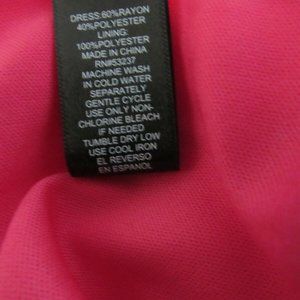 DRESS:60%RAYON
40%POLYESTER
LINING:
100%POLYESTER
MADE IN CHINA
RN#53237
MACHINE WASH
IN COLD WATER
SEPARATELY
GENTLE CYCLE
USE ONLY NON-
CHLORINE BLEACH
IF NEEDED
TUMBLE DRY LOW
USE COOL IRON
EL REVERSO
EN ESPANOL